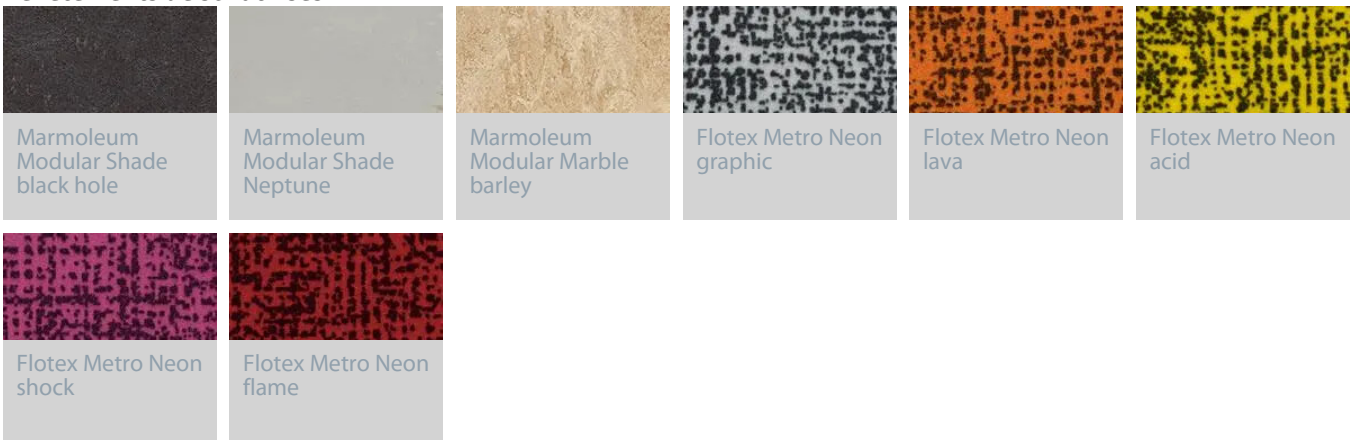 Marmoleum
Modular Shade
black hole
Marmoleum
Modular Shade
Neptune
Marmoleum
Modular Marble
barley
Flotex Metro Neon
graphic
Flotex Metro Neon
lava
Flotex Metro Neon
acid
Flotex Metro Neon
shock
Flotex Metro Neon
flame